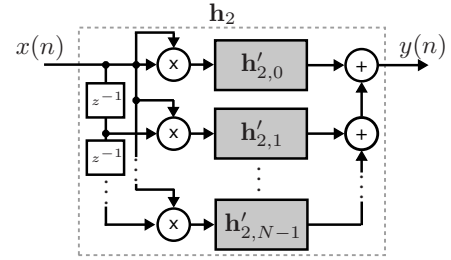 h₂
x(n) y(n)
x h′₂,₀ +
z⁻¹
x h′₂,₁ +
z⁻¹
x h′₂,N−1